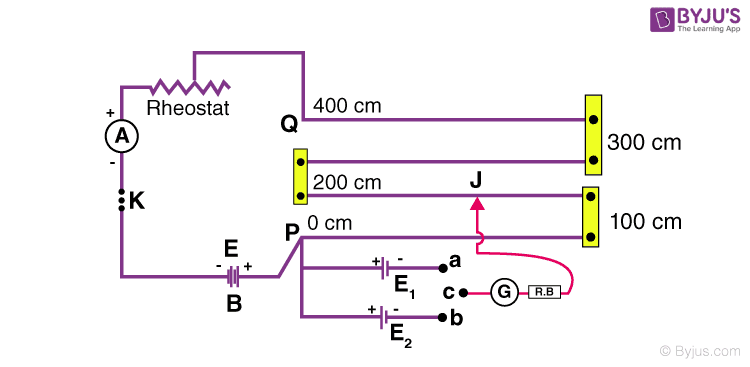 BYJU'S
The Learning App
400 cm
Rheostat
+
A
-
Q
300 cm
K
200 cm
J
100 cm
P 0 cm
E
- +
B
+ -
a
E1
c
G
R.B
+ -
b
E2
© Byjus.com